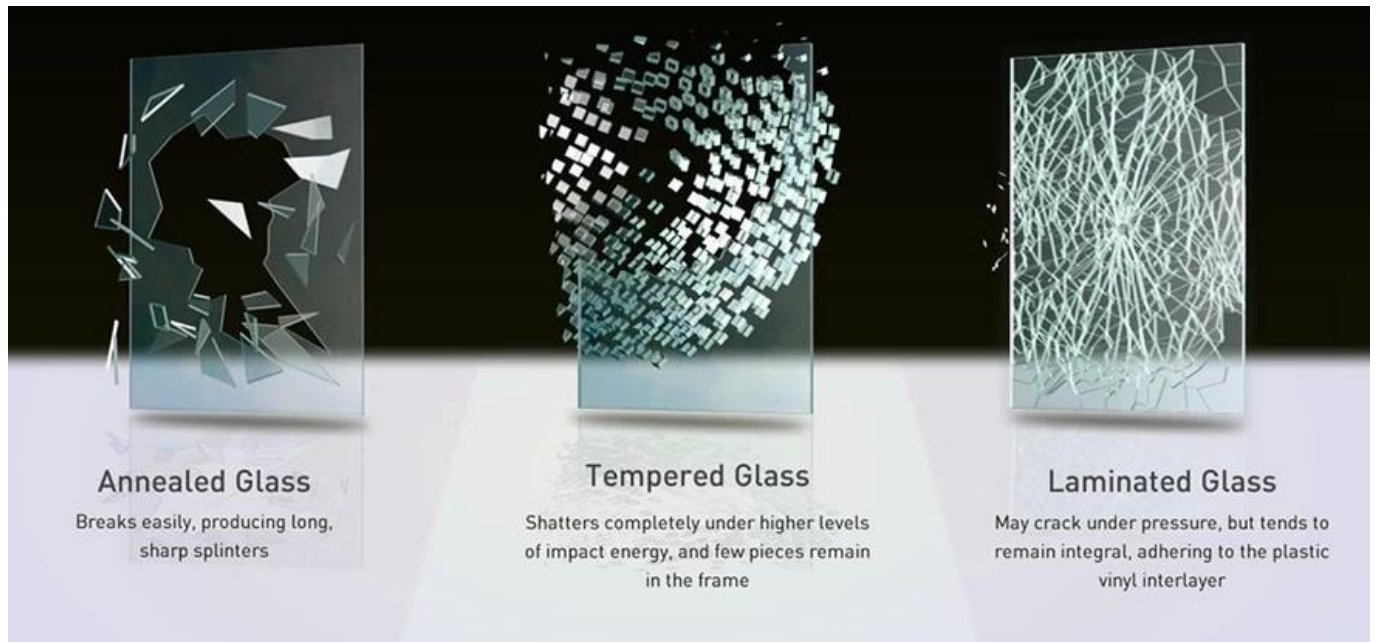 Annealed Glass
Breaks easily, producing long,
sharp splinters
Tempered Glass
Shatters completely under higher levels
of impact energy, and few pieces remain
in the frame
Laminated Glass
May crack under pressure, but tends to
remain integral, adhering to the plastic
vinyl interlayer